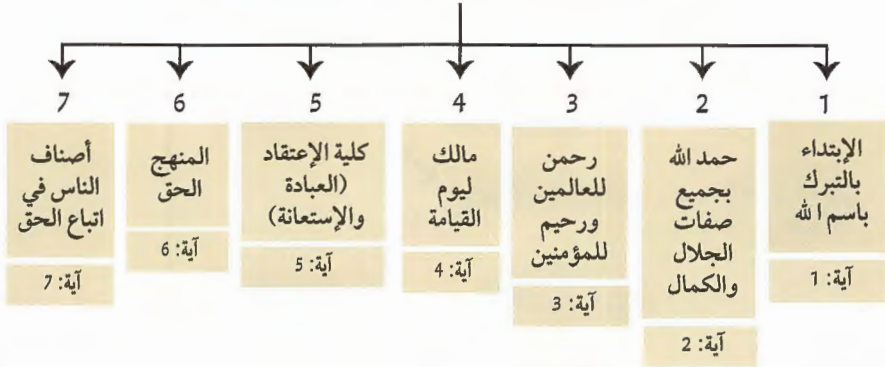 1
الإبتداء
بالتبرك
باسم الله
آية: 1
2
حمد الله
بجميع
صفات
الجلال
والكمال
آية: 2
3
رحمن
للعالمين
ورحيم
للمؤمنين
آية: 3
4
مالك
ليوم
القيامة
آية: 4
5
كلية الإعتقاد
(العبادة
والإستعانة)
آية: 5
6
المنهج
الحق
آية: 6
7
أصناف
الناس في
اتباع الحق
آية: 7